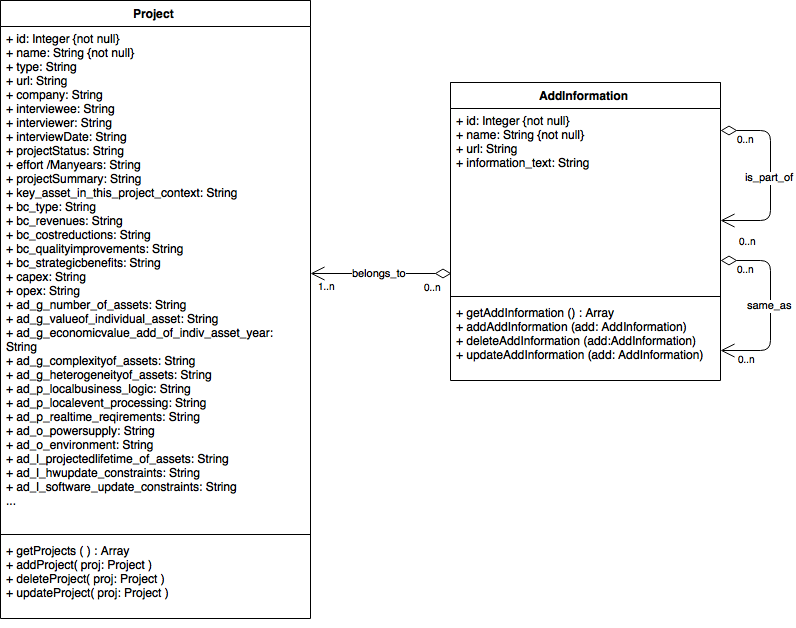 Project
+ id: Integer {not null}
+ name: String {not null}
+ type: String
+ url: String
+ company: String
+ interviewee: String
+ interviewer: String
+ interviewDate: String
+ projectStatus: String
+ effort /Manyears: String
+ projectSummary: String
+ key_asset_in_this_project_context: String
+ bc_type: String
+ bc_revenues: String
+ bc_costreductions: String
+ bc_qualityimprovements: String
+ bc_strategicbenefits: String
+ capex: String
+ opex: String
+ ad_g_number_of_assets: String
+ ad_g_valueof_individual_asset: String
+ ad_g_economicvalue_add_of_indiv_asset_year:
String
+ ad_g_complexityof_assets: String
+ ad_g_heterogeneityof_assets: String
+ ad_p_localbusiness_logic: String
+ ad_p_localevent_processing: String
+ ad_p_realtime_reqirements: String
+ ad_o_powersupply: String
+ ad_o_environment: String
+ ad_l_projectedlifetime_of_assets: String
+ ad_l_hwupdate_constraints: String
+ ad_l_software_update_constraints: String
...
+ getProjects ( ) : Array
+ addProject( proj: Project )
+ deleteProject( proj: Project )
+ updateProject( proj: Project )
belongs_to
1..n
0..n
AddInformation
+ id: Integer {not null}
+ name: String {not null}
+ url: String
+ information_text: String
+ getAddInformation () : Array
+ addAddInformation (add: AddInformation)
+ deleteAddInformation (add:AddInformation)
+ updateAddInformation (add: AddInformation)
0..n
is_part_of
0..n
0..n
same_as
0..n